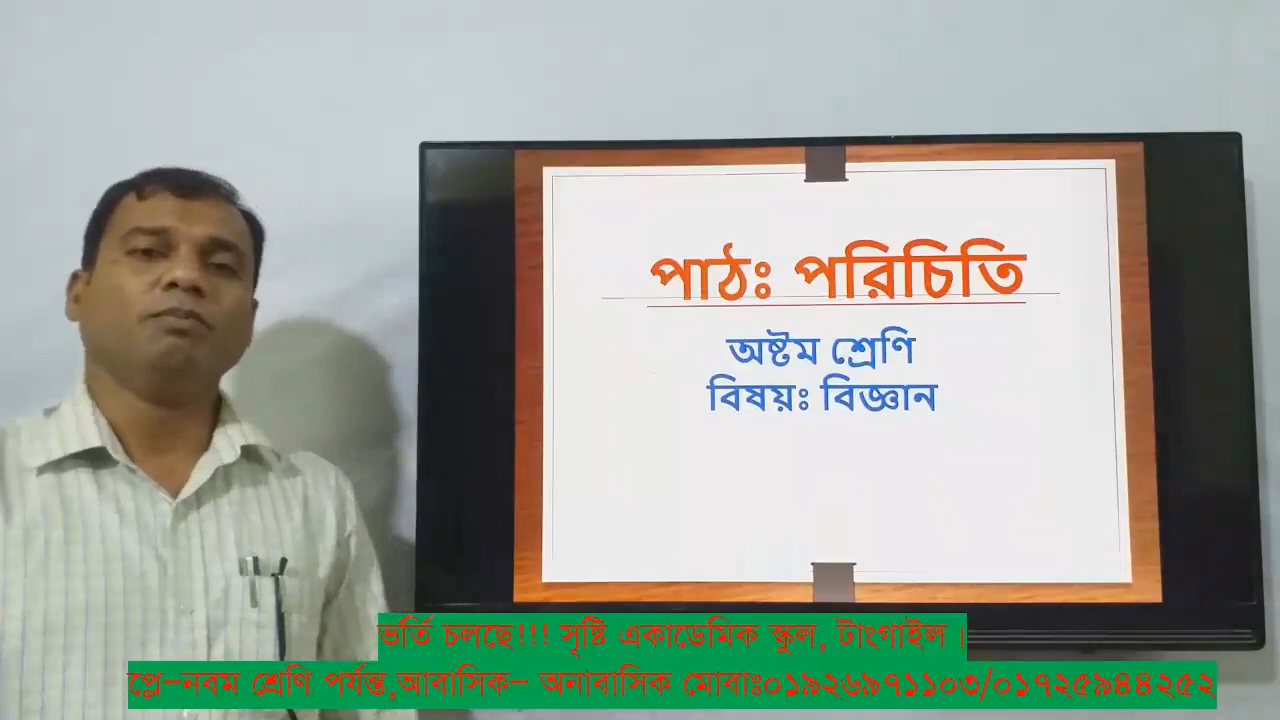 পাঠঃ পরিচিতি
অষ্টম শ্রেণি
বিষয়ঃ বিজ্ঞান
ভর্তি চলছে!!! সৃষ্টি একাডেমিক স্কুল, টাংগাইল।
প্লে-নবম শ্রেণি পর্যন্ত,আবাসিক- অনাবাসিক মোবাঃ০১৯২৬৯৭১১০৩/০১৭২৫৯৪৪২৫২